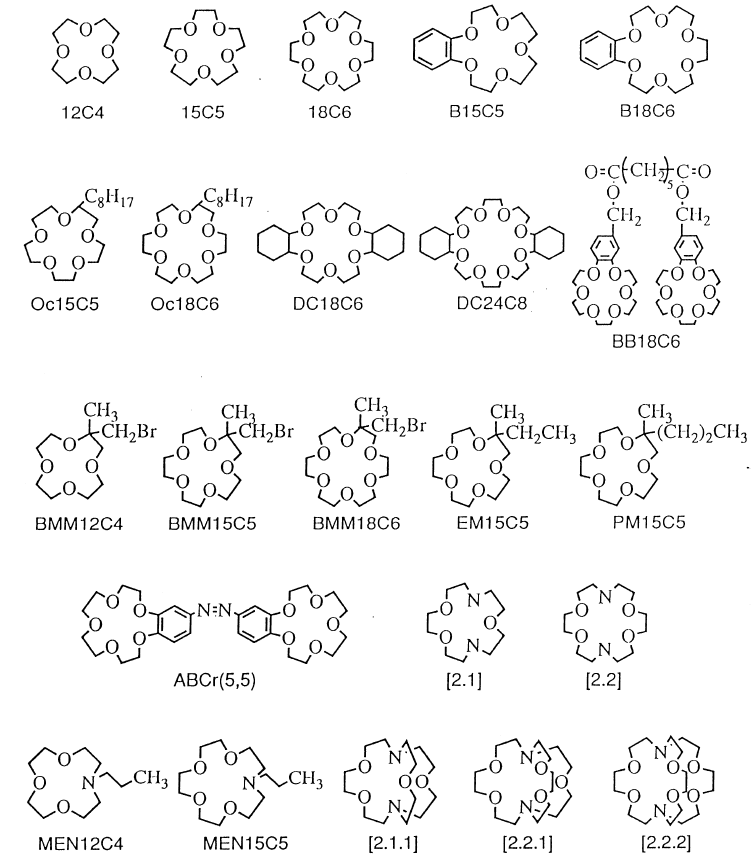 O O O O
12C4
O O O O O
15C5
O O O O O O
18C6
O O O O O
B15C5
O O O O O O
B18C6
C₈H₁₇
O O O O O
Oc15C5
C₈H₁₇
O O O O O O
Oc18C6
O O O O O O
DC18C6
O O O O O O O O
DC24C8
O=C(CH₂)₅C=O
O O
CH₂ CH₂
O O O O O O
O O O O O O
BB18C6
CH₃
CH₂Br
O O O O
BMM12C4
CH₃
CH₂Br
O O O O O
BMM15C5
CH₃
CH₂Br
O O O O O O
BMM18C6
CH₃
CH₂CH₃
O O O O O
EM15C5
CH₃
(CH₂)₂CH₃
O O O O O
PM15C5
O O O O O N=N O O O O O
ABCr(5,5)
N O O N
[2.1]
N O O O O N
[2.2]
O O N CH₃ O
MEN12C4
O O N CH₃ O O
MEN15C5
N O O O N
[2.1.1]
N O O O O O N
[2.2.1]
N O O O O O O N
[2.2.2]